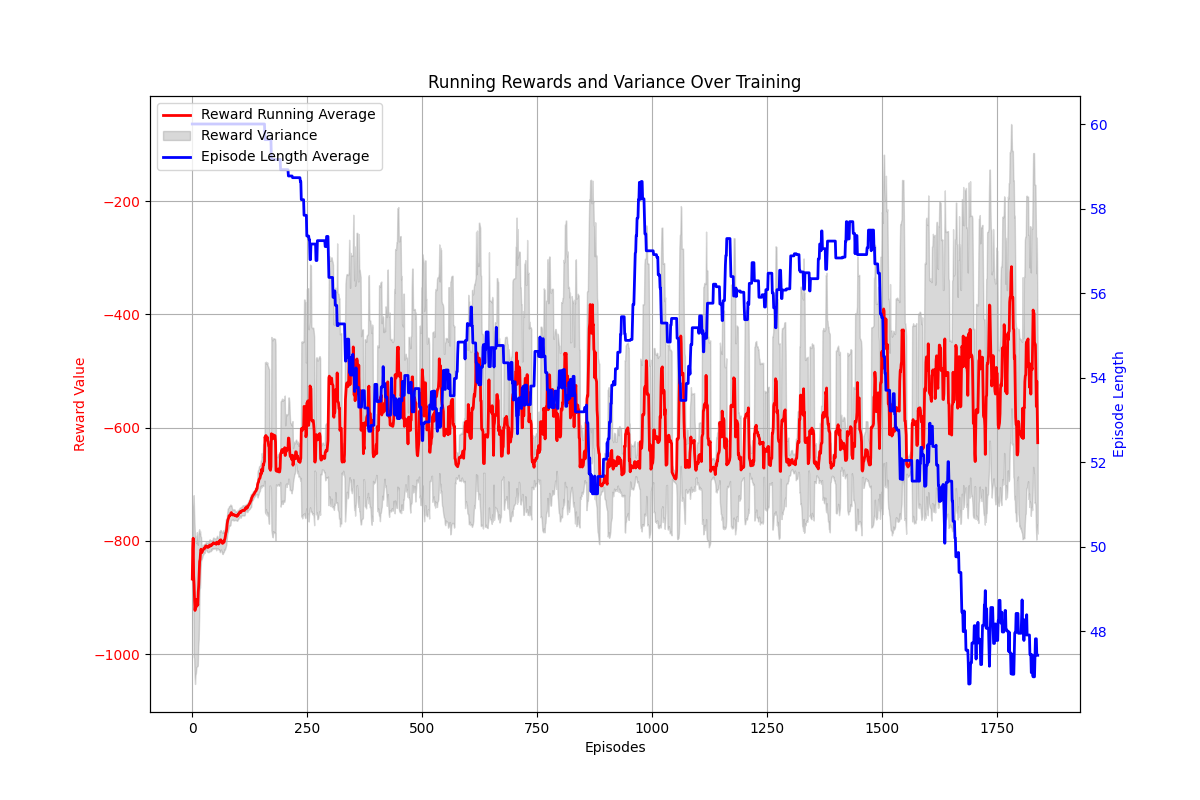 Running Rewards and Variance Over Training
Reward Running Average
Reward Variance
Episode Length Average
Reward Value
−200
−400
−600
−800
−1000
60
58
56
54
52
50
48
Episode Length
0 250 500 750 1000 1250 1500 1750
Episodes